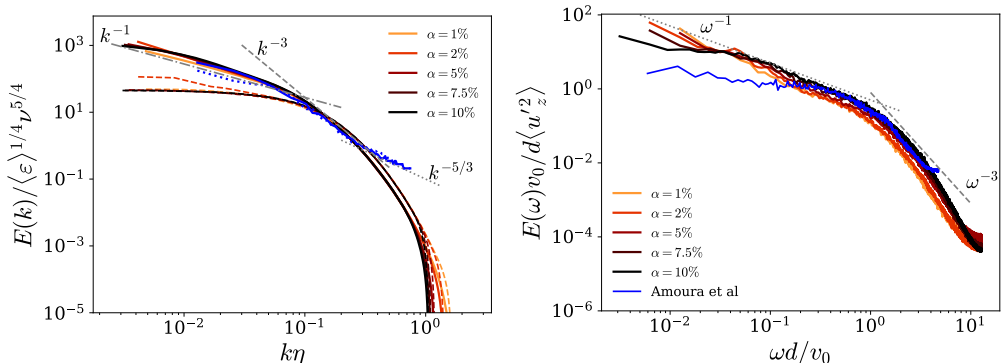 k^{-1}
k^{-3}
k^{-5/3}
α = 1%
α = 2%
α = 5%
α = 7.5%
α = 10%
10^3
10^1
10^{-1}
10^{-3}
10^{-5}
E(k)/⟨ε⟩^{1/4}ν^{5/4}
10^{-2}
10^{-1}
10^0
kη
ω^{-1}
ω^{-3}
α = 1%
α = 2%
α = 5%
α = 7.5%
α = 10%
Amoura et al
10^2
10^0
10^{-2}
10^{-4}
10^{-6}
E(ω)v_0/d⟨u'^2_z⟩
10^{-2}
10^{-1}
10^0
10^1
ωd/v_0